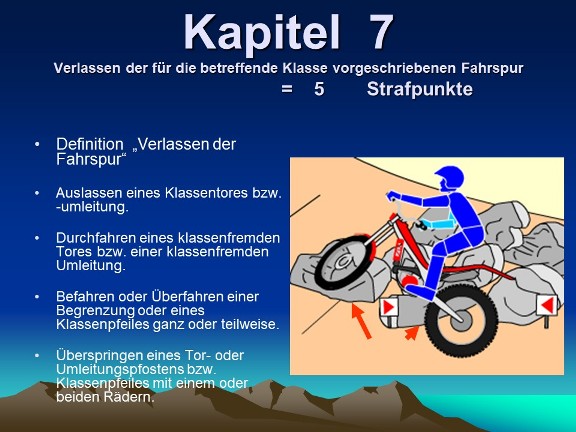 Kapitel 7
Verlassen der für die betreffende Klasse vorgeschriebenen Fahrspur
= 5 Strafpunkte
• Definition „Verlassen der
Fahrspur“
• Auslassen eines Klassentores bzw.
-umleitung.
• Durchfahren eines klassenfremden
Tores bzw. einer klassenfremden
Umleitung.
• Befahren oder Überfahren einer
Begrenzung oder eines
Klassenpfeiles ganz oder teilweise.
• Überspringen eines Tor- oder
Umleitungspfostens bzw.
Klassenpfeiles mit einem oder
beiden Rädern.